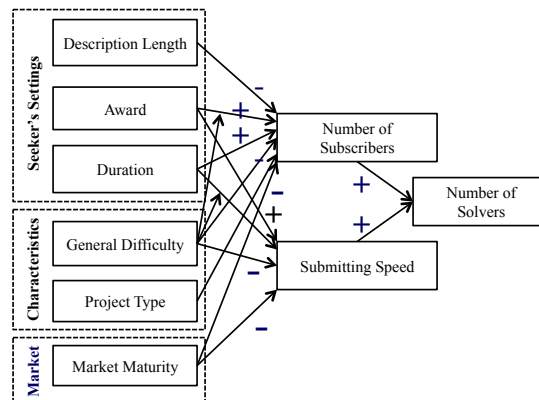 Seeker's Settings
Description Length
Award
Duration
Characteristics
General Difficulty
Project Type
Market
Market Maturity
-
+
+
-
-
+
-
-
Number of
Subscribers
Submitting Speed
+
+
Number of
Solvers